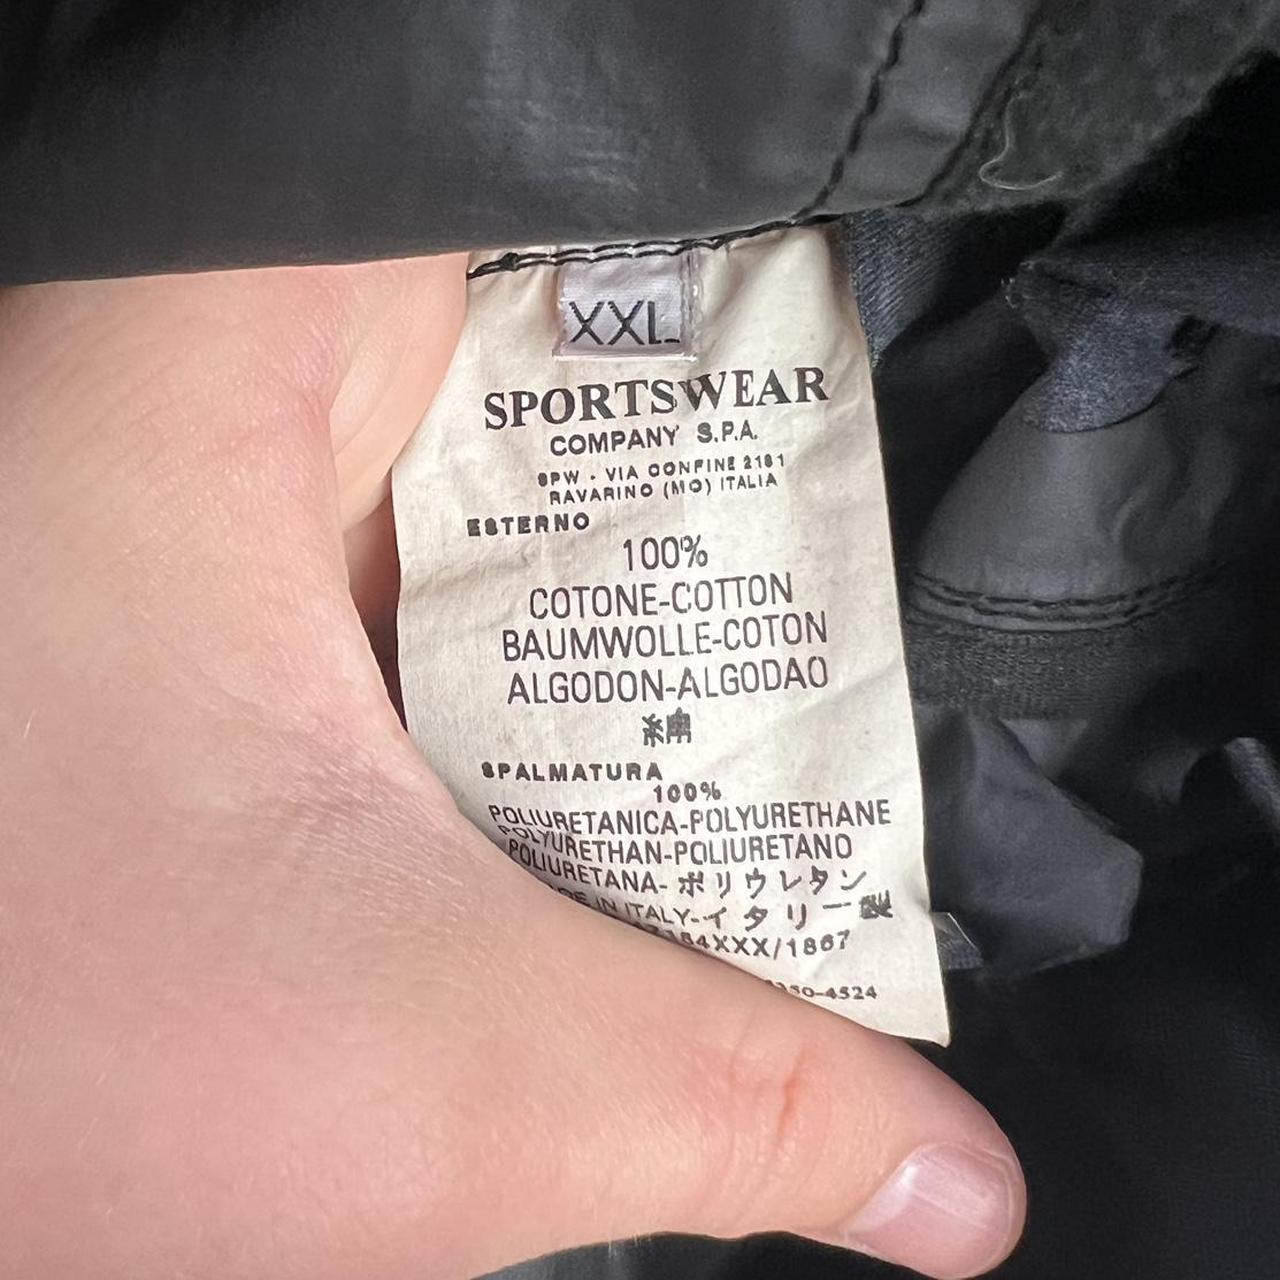 XXL
SPORTSWEAR
COMPANY S.P.A.
SPW - VIA CONFINE 2161
RAVARINO (MO) ITALIA
ESTERNO
100%
COTONE-COTTON
BAUMWOLLE-COTON
ALGODON-ALGODAO
綿
SPALMATURA
100%
POLIURETANICA-POLYURETHANE
POLYURETHAN-POLIURETANO
POLIURETANA-ポリウレタン
IN ITALY-イタリー製